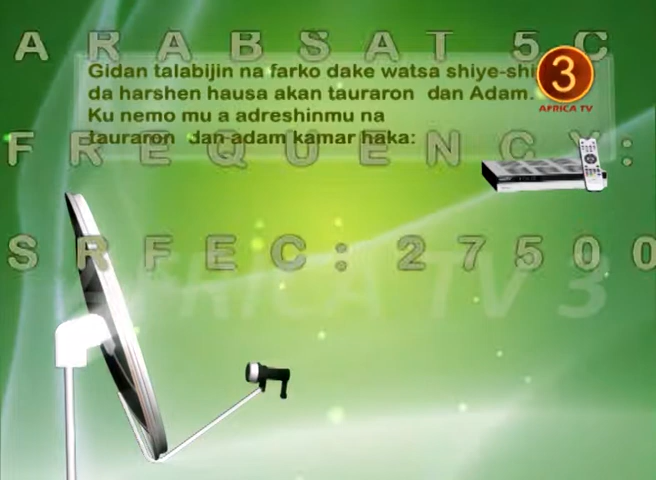 ARABSAT 5C
Gidan talabijin na farko dake watsa shiye-shi
da harshen hausa akan tauraron dan Adam.
Ku nemo mu a adreshinmu na
tauraron dan adam kamar haka:
3
AFRICA TV
FREQUENCY:
SRFEC: 27500
AFRICA TV 3